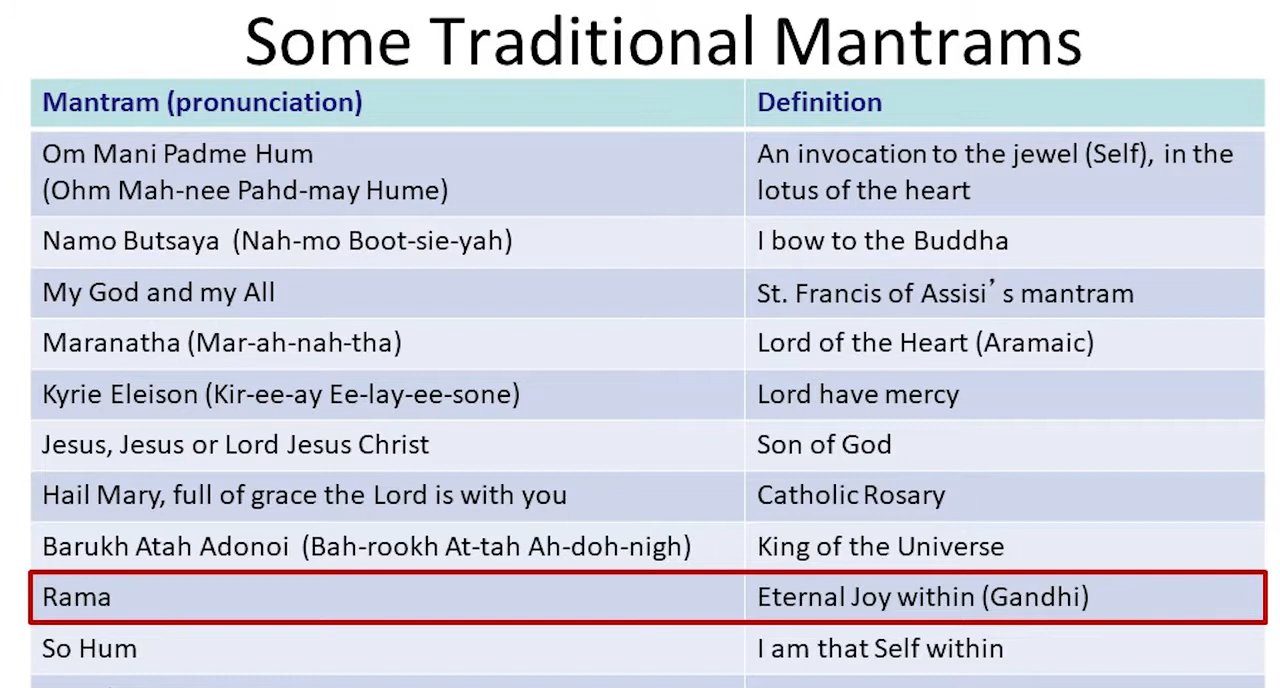 Some Traditional Mantrams
Mantram (pronunciation) Definition
Om Mani Padme Hum An invocation to the jewel (Self), in the
(Ohm Mah-nee Pahd-may Hume) lotus of the heart
Namo Butsaya (Nah-mo Boot-sie-yah) I bow to the Buddha
My God and my All St. Francis of Assisi’s mantram
Maranatha (Mar-ah-nah-tha) Lord of the Heart (Aramaic)
Kyrie Eleison (Kir-ee-ay Ee-lay-ee-sone) Lord have mercy
Jesus, Jesus or Lord Jesus Christ Son of God
Hail Mary, full of grace the Lord is with you Catholic Rosary
Barukh Atah Adonoi (Bah-rookh At-tah Ah-doh-nigh) King of the Universe
Rama Eternal Joy within (Gandhi)
So Hum I am that Self within